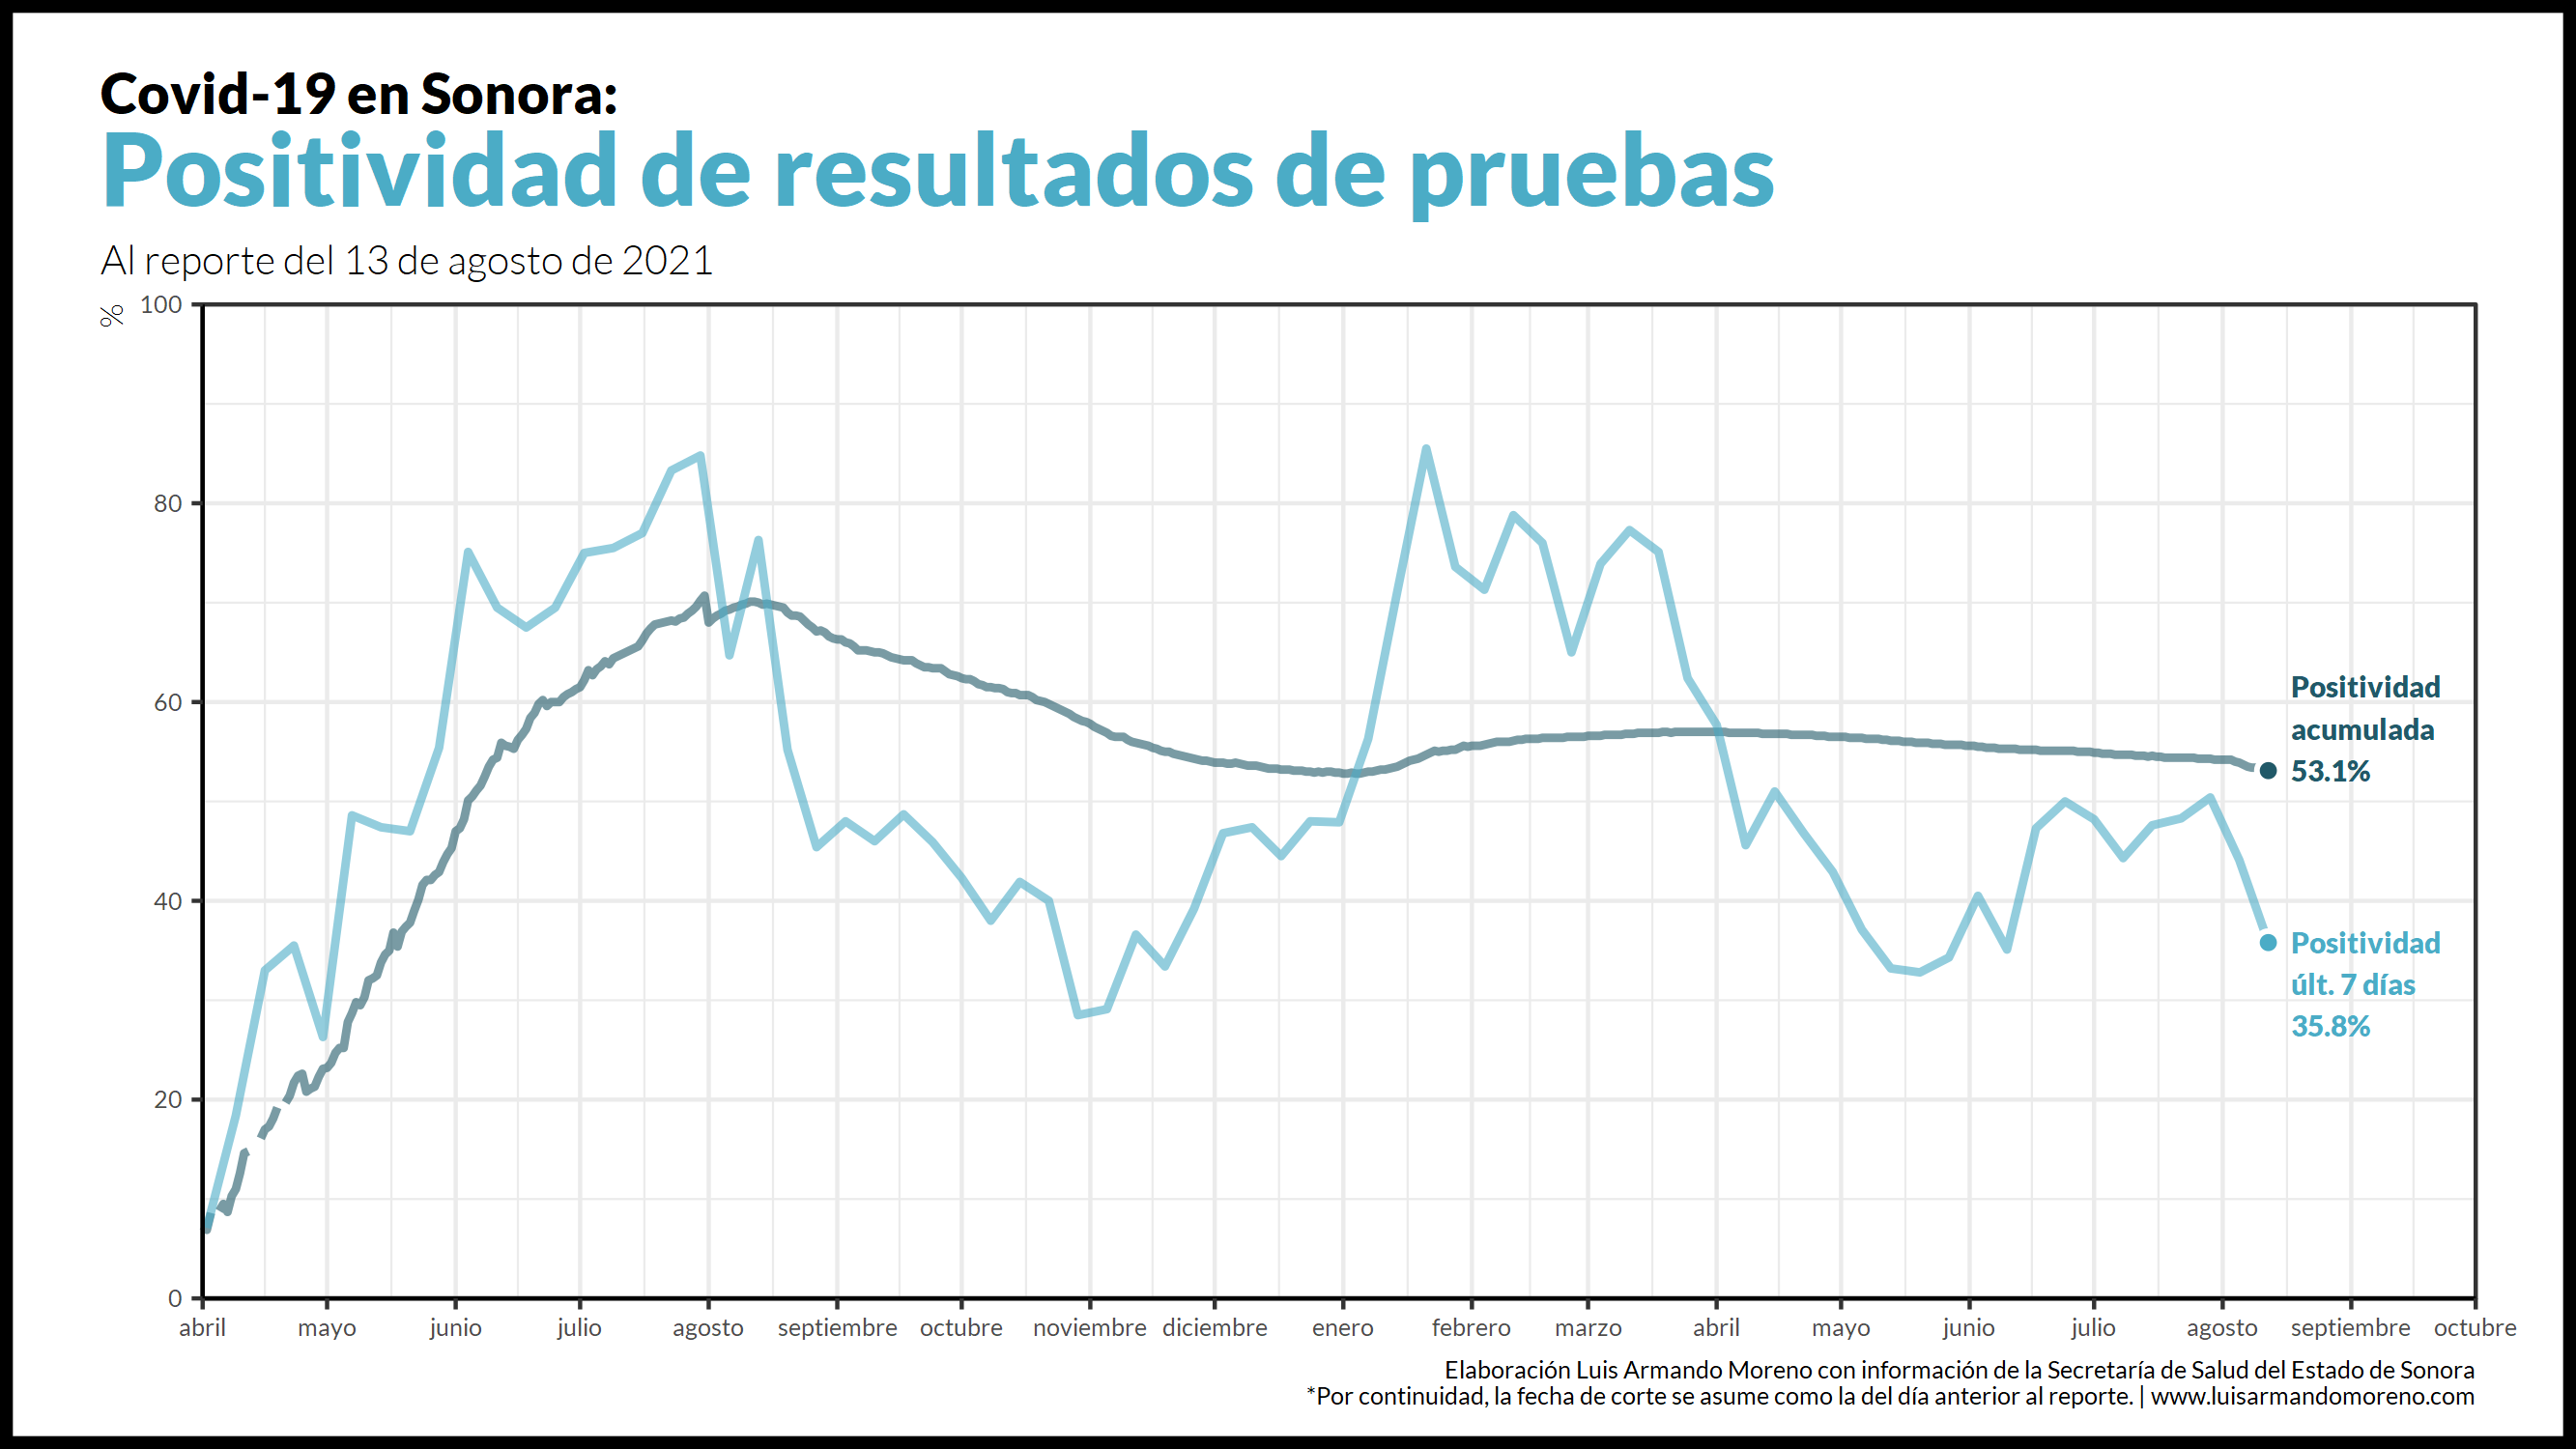 Covid-19 en Sonora:
Positividad de resultados de pruebas
Al reporte del 13 de agosto de 2021
%
100
80
60
40
20
0
Positividad
acumulada
53.1%
Positividad
últ. 7 días
35.8%
abril mayo junio julio agosto septiembre octubre noviembre diciembre enero febrero marzo abril mayo junio julio agosto septiembre octubre
Elaboración Luis Armando Moreno con información de la Secretaría de Salud del Estado de Sonora
*Por continuidad, la fecha de corte se asume como la del día anterior al reporte. | www.luisarmandomoreno.com